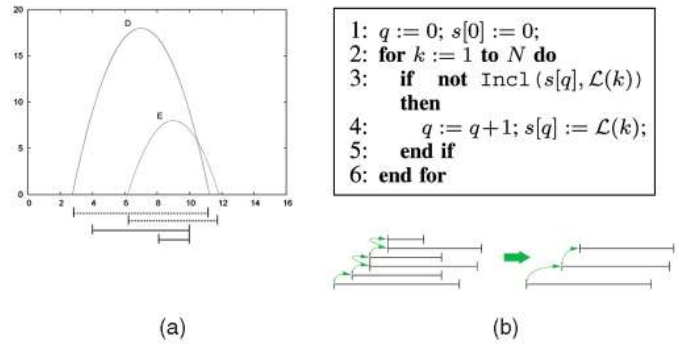 20
15
10
5
0
D
E
0 2 4 6 8 10 12 14 16
(a)
1: q := 0; s[0] := 0;
2: for k := 1 to N do
3: if not Incl(s[q], ℒ(k))
then
4: q := q+1; s[q] := ℒ(k);
5: end if
6: end for
(b)